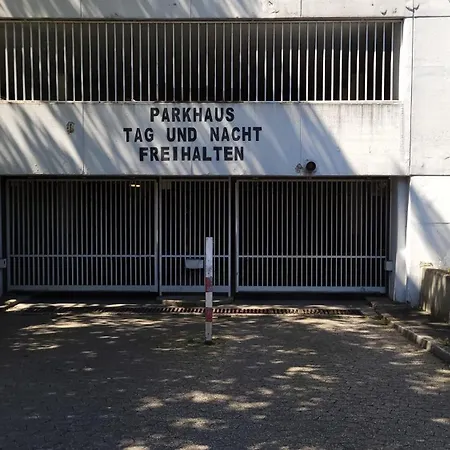 PARKHAUS
TAG UND NACHT
FREIHALTEN